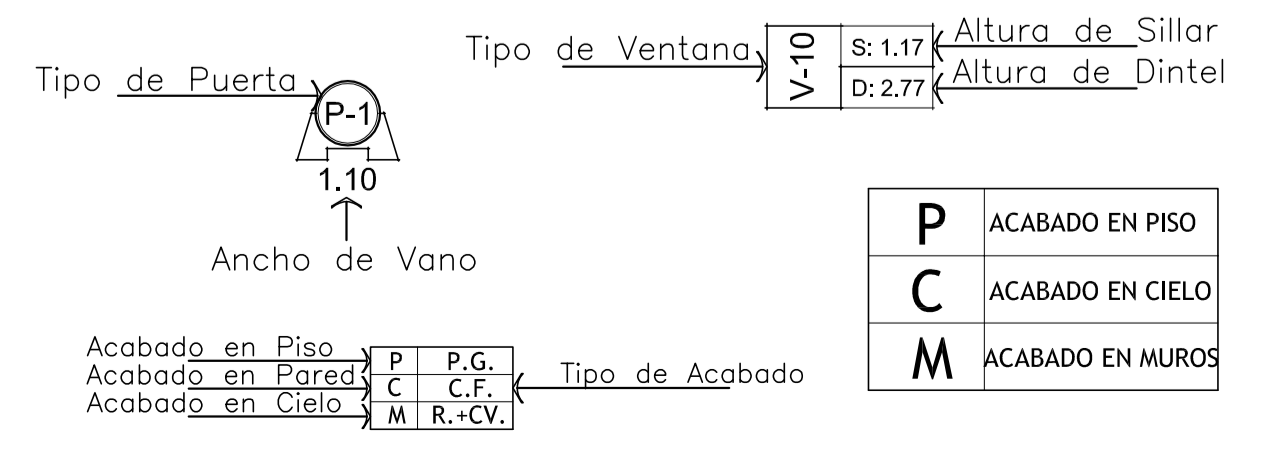 Tipo de Puerta
P-1
1.10
Ancho de Vano
Tipo de Ventana
V-10
S: 1.17
D: 2.77
Altura de Sillar
Altura de Dintel
P ACABADO EN PISO
C ACABADO EN CIELO
M ACABADO EN MUROS
Acabado en Piso
Acabado en Pared
Acabado en Cielo
P P.G.
C C.F.
M R.+CV.
Tipo de Acabado